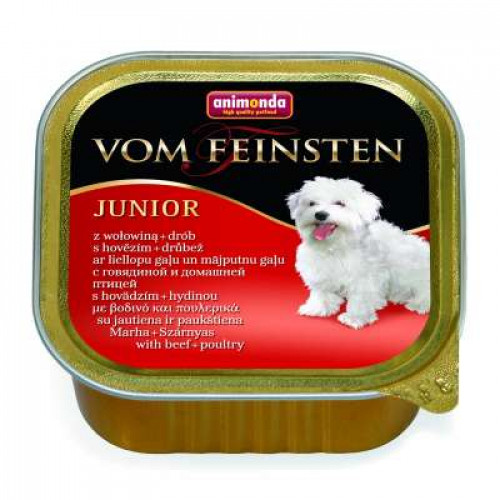 animonda
high quality petfood
VOM FEINSTEN
JUNIOR
z wołowiną+drób
s hovězím+drůbež
ar liellopu gaļu un mājputnu gaļu
с говядиной и домашней
птицей
s hovädzím+hydinou
με βοδινό και πουλερικά
su jautiena ir paukštiena
Marha+Szárnyas
with beef+poultry